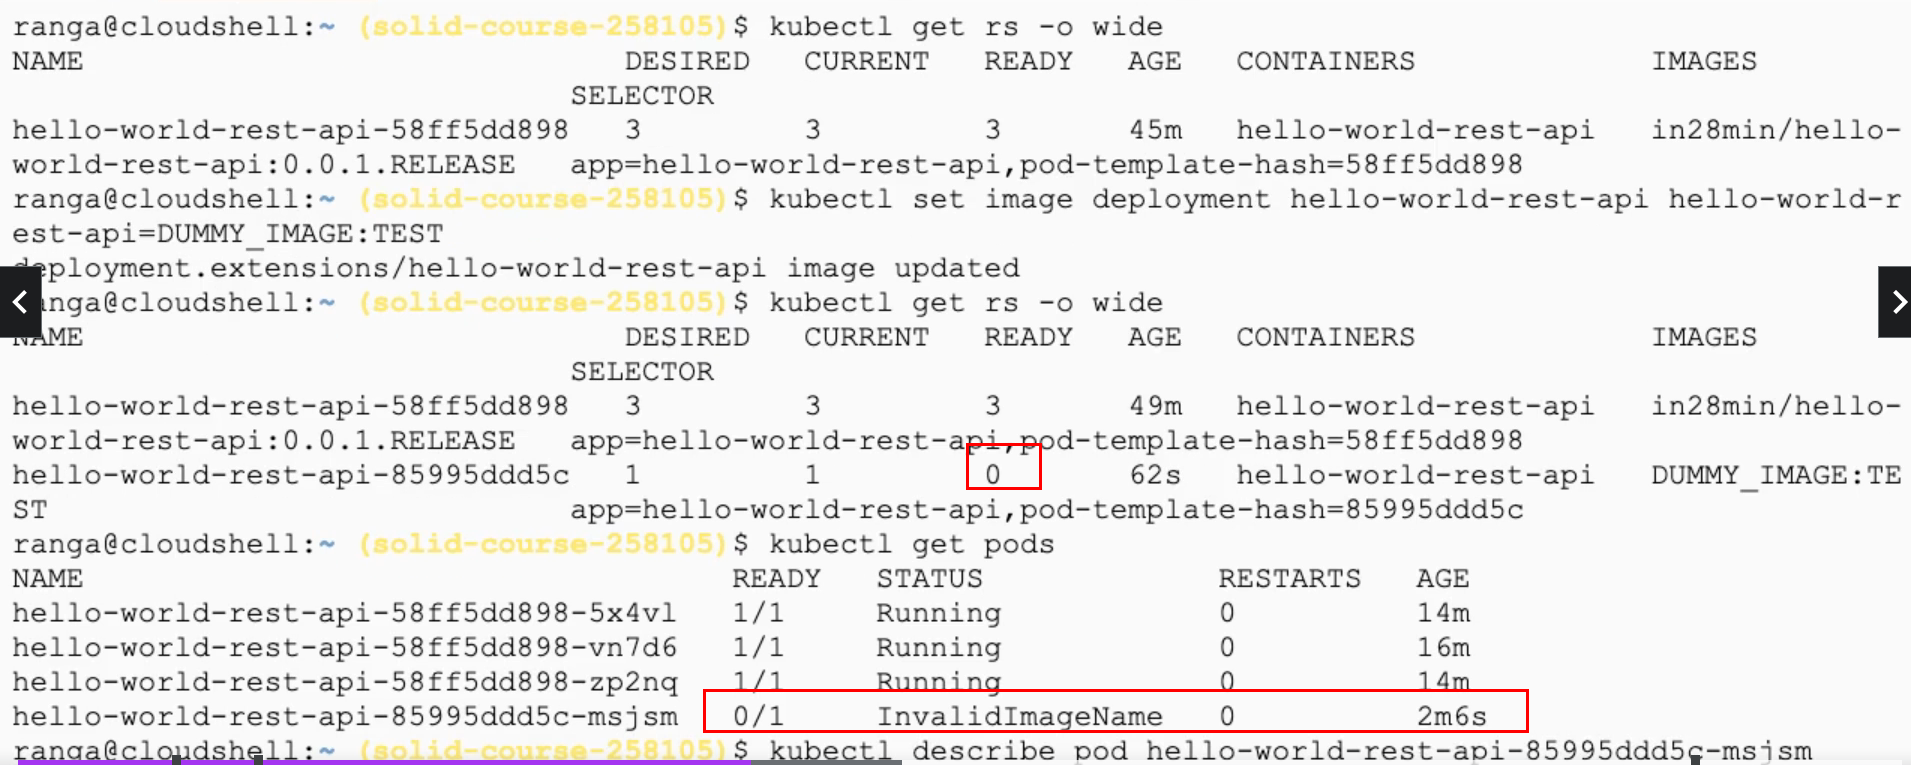 ranga@cloudshell:~ (solid-course-258105)$ kubectl get rs -o wide
NAME DESIRED CURRENT READY AGE CONTAINERS IMAGES
SELECTOR
hello-world-rest-api-58ff5dd898 3 3 3 45m hello-world-rest-api in28min/hello-
world-rest-api:0.0.1.RELEASE app=hello-world-rest-api,pod-template-hash=58ff5dd898
ranga@cloudshell:~ (solid-course-258105)$ kubectl set image deployment hello-world-rest-api hello-world-r
est-api=DUMMY_IMAGE:TEST
deployment.extensions/hello-world-rest-api image updated
ranga@cloudshell:~ (solid-course-258105)$ kubectl get rs -o wide
NAME DESIRED CURRENT READY AGE CONTAINERS IMAGES
SELECTOR
hello-world-rest-api-58ff5dd898 3 3 3 49m hello-world-rest-api in28min/hello-
world-rest-api:0.0.1.RELEASE app=hello-world-rest-api,pod-template-hash=58ff5dd898
hello-world-rest-api-85995ddd5c 1 1 0 62s hello-world-rest-api DUMMY_IMAGE:TE
ST app=hello-world-rest-api,pod-template-hash=85995ddd5c
ranga@cloudshell:~ (solid-course-258105)$ kubectl get pods
NAME READY STATUS RESTARTS AGE
hello-world-rest-api-58ff5dd898-5x4vl 1/1 Running 0 14m
hello-world-rest-api-58ff5dd898-vn7d6 1/1 Running 0 16m
hello-world-rest-api-58ff5dd898-zp2nq 1/1 Running 0 14m
hello-world-rest-api-85995ddd5c-msjsm 0/1 InvalidImageName 0 2m6s
ranga@cloudshell:~ (solid-course-258105)$ kubectl describe pod hello-world-rest-api-85995ddd5c-msjsm